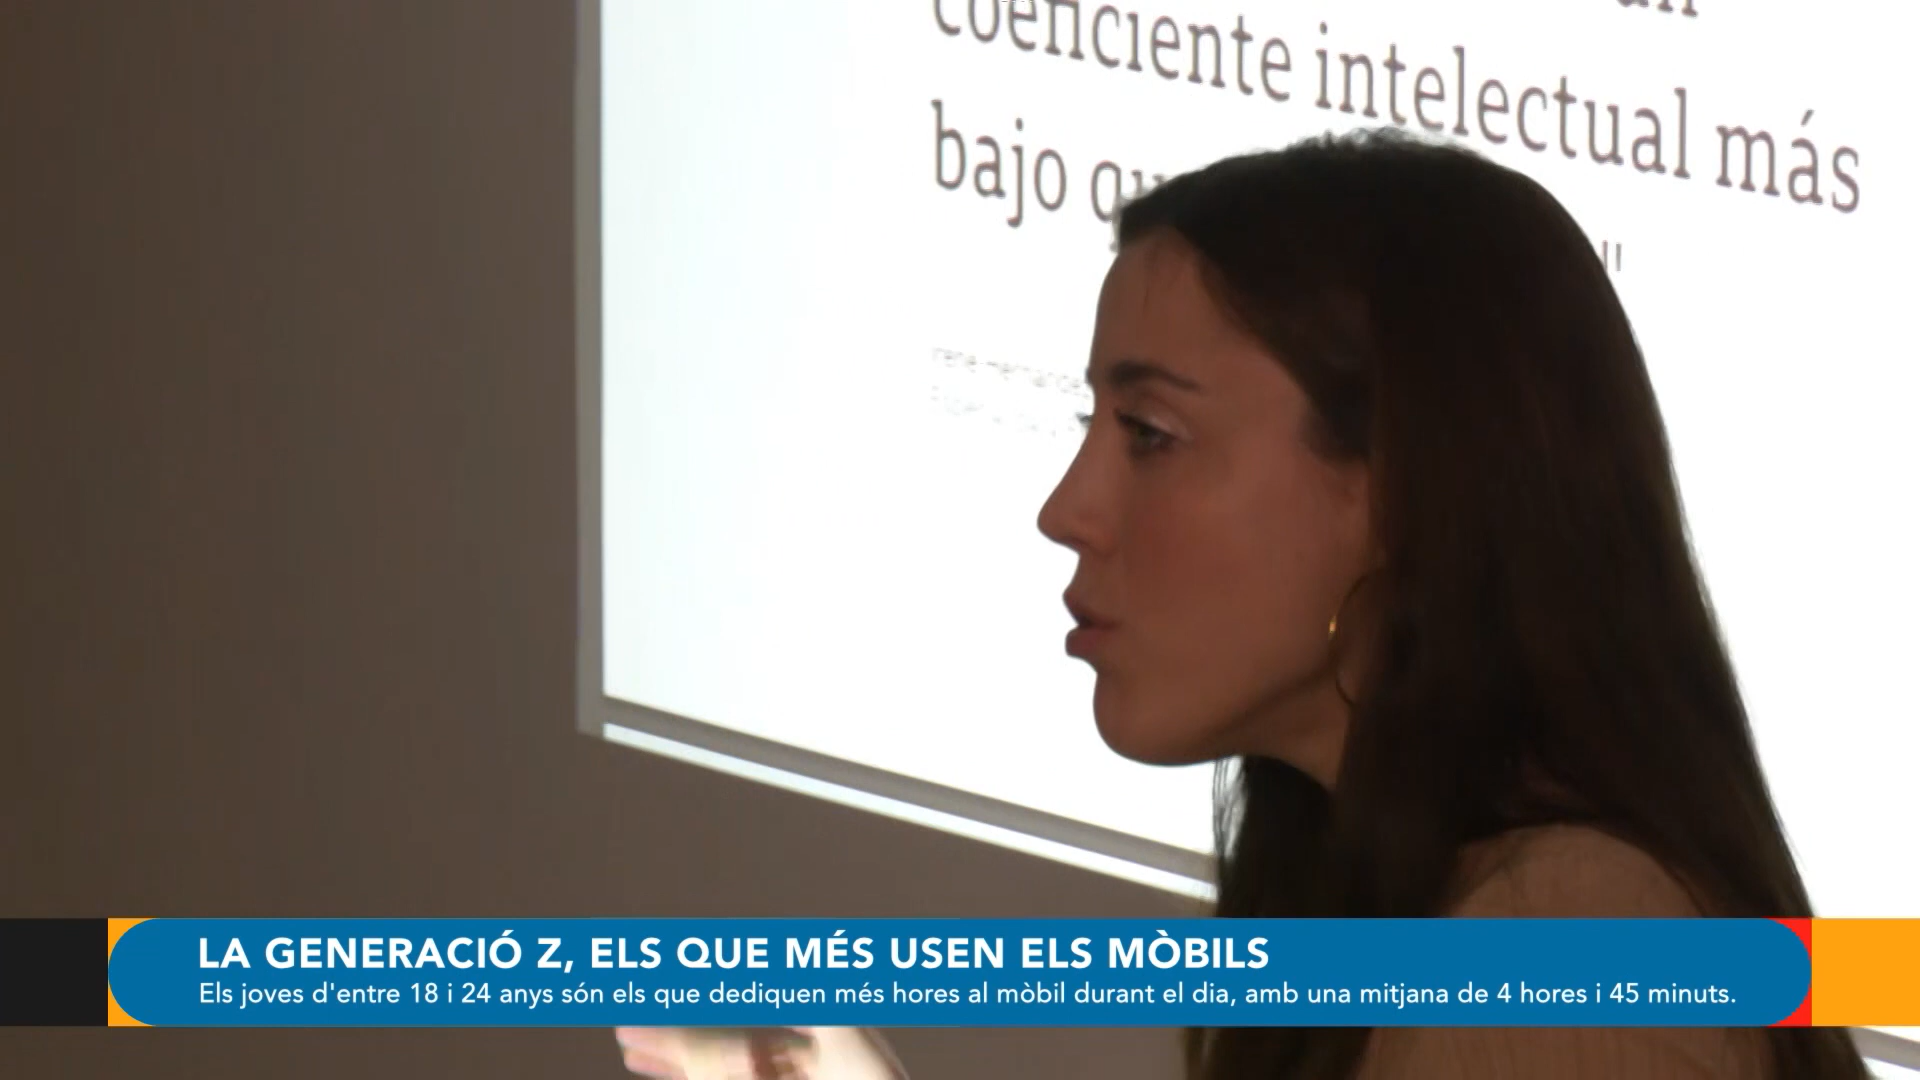 coeficiente intelectual más
bajo
LA GENERACIÓ Z, ELS QUE MÉS USEN ELS MÒBILS
Els joves d'entre 18 i 24 anys són els que dediquen més hores al mòbil durant el dia, amb una mitjana de 4 hores i 45 minuts.